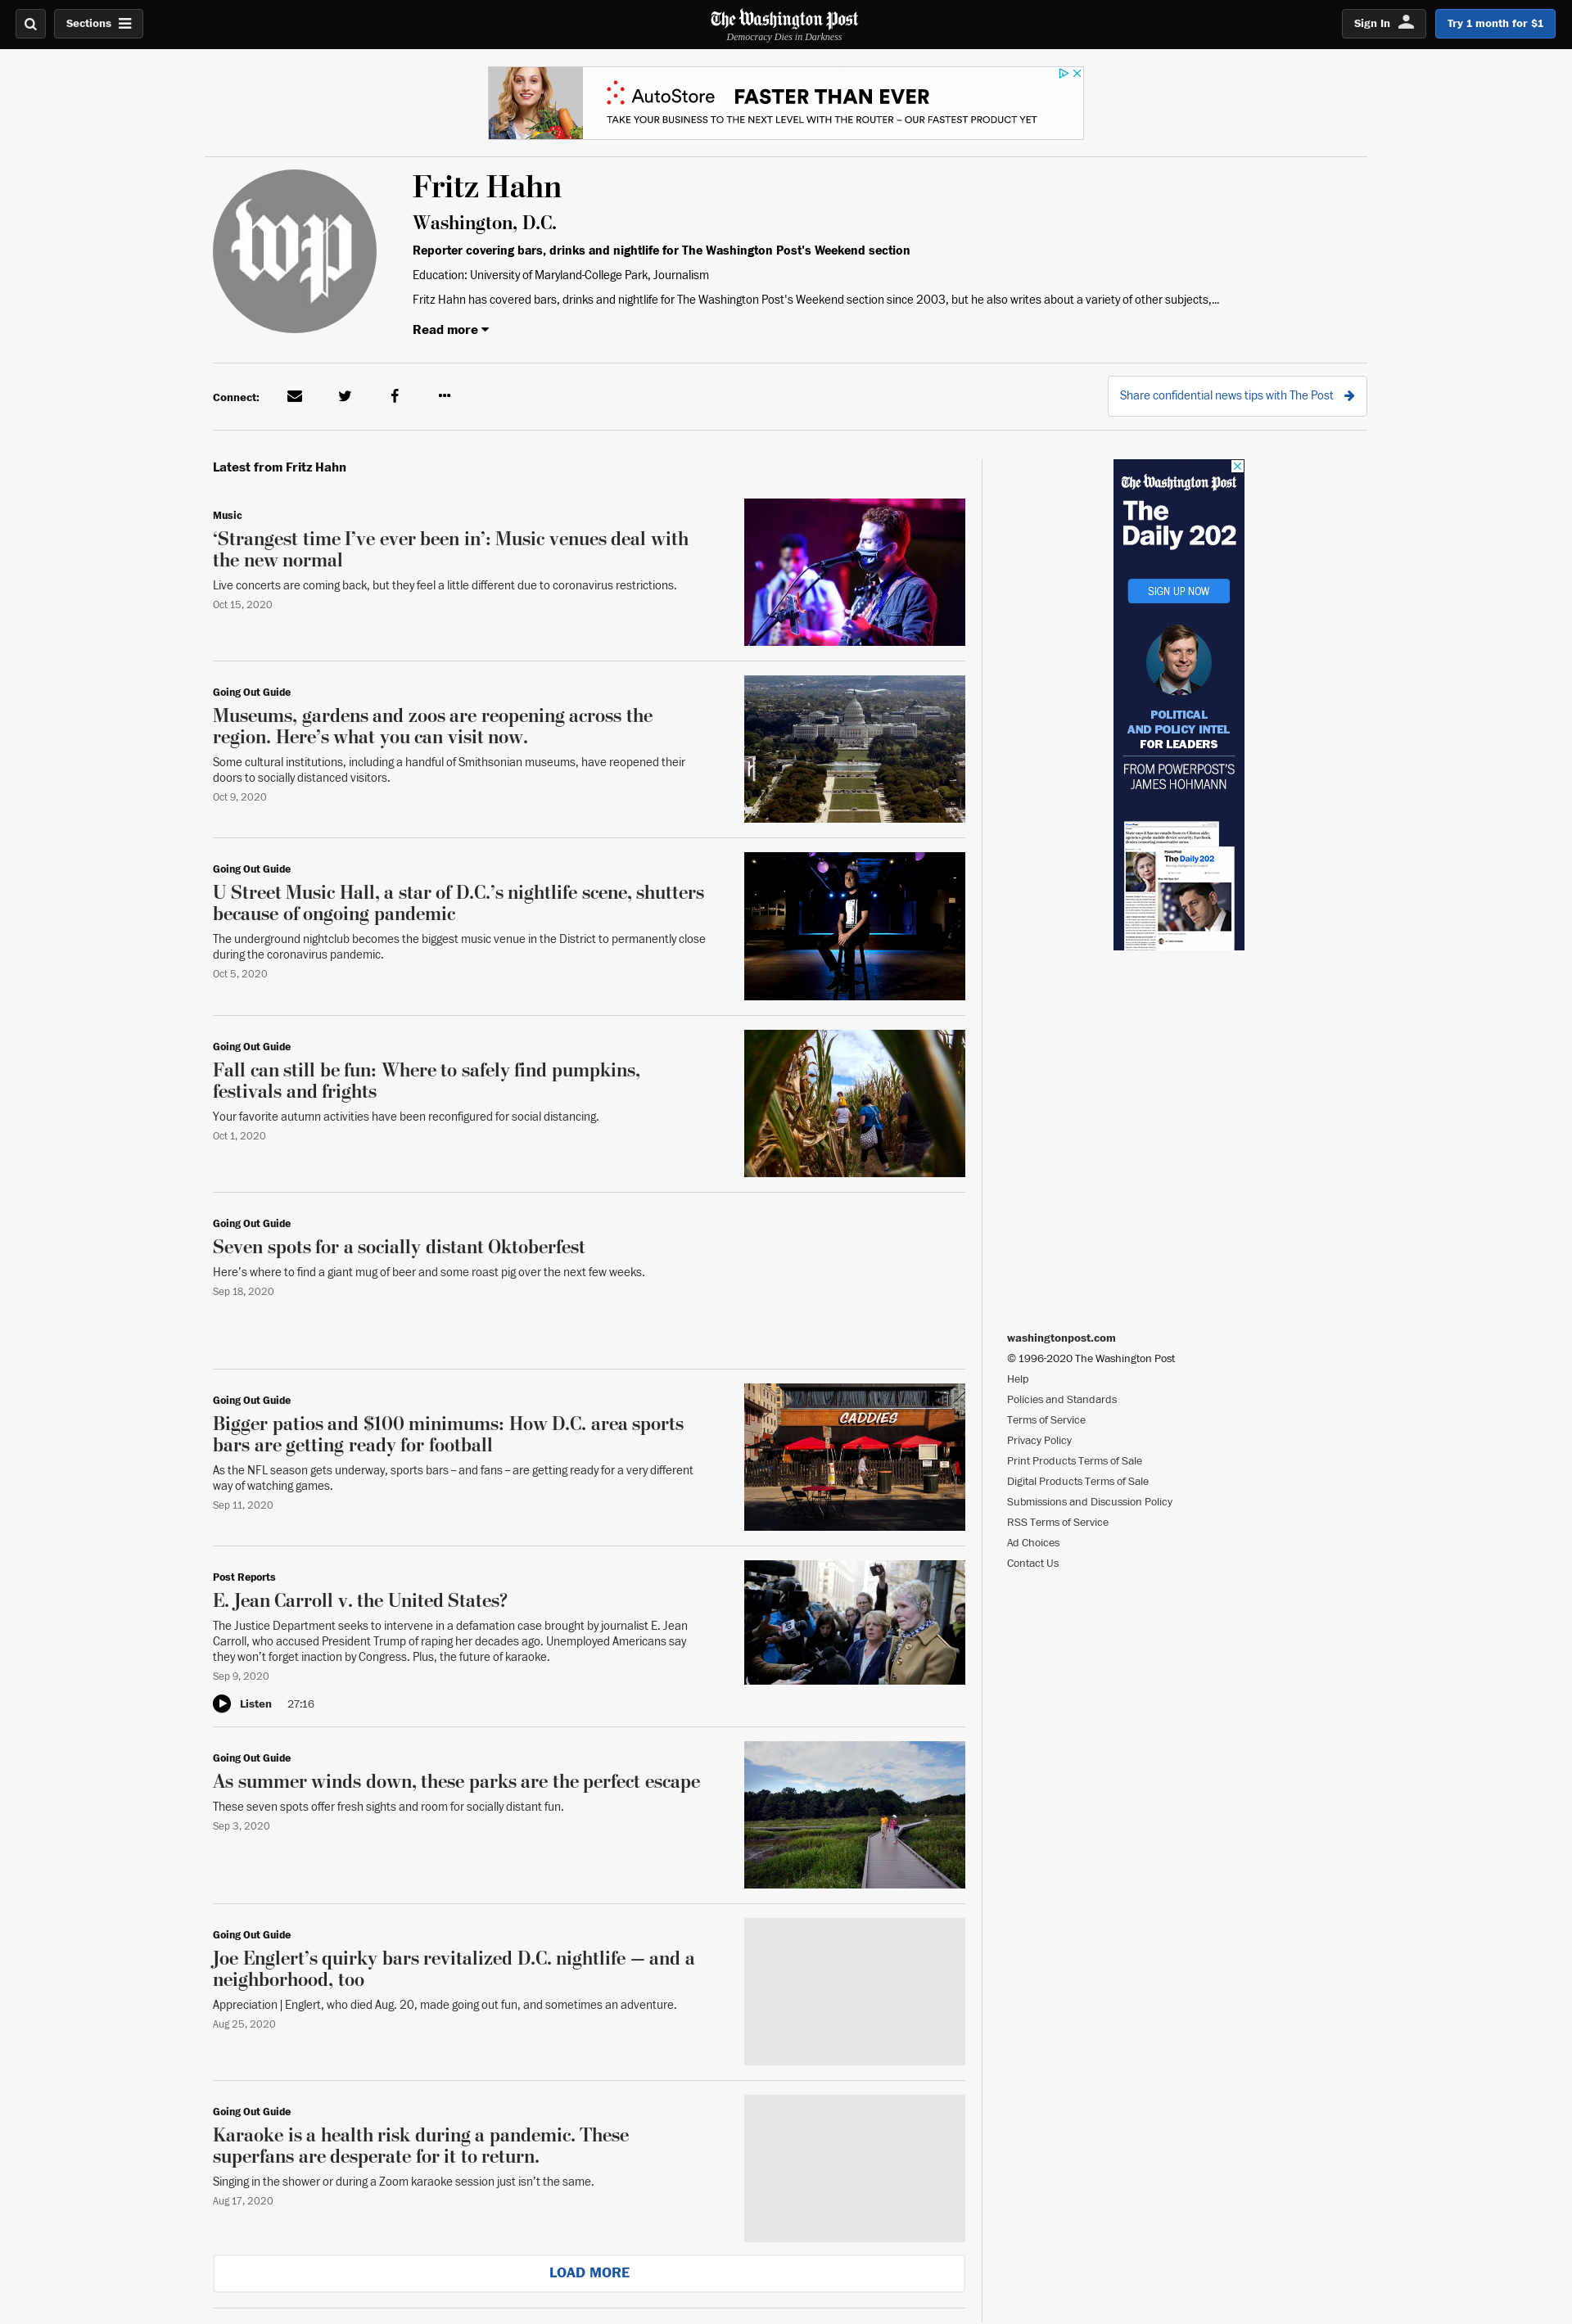 Sections
The Washington Post
Democracy Dies in Darkness
Sign In
Try 1 month for $1
AutoStore
FASTER THAN EVER
TAKE YOUR BUSINESS TO THE NEXT LEVEL WITH THE ROUTER – OUR FASTEST PRODUCT YET
wp
Fritz Hahn
Washington, D.C.
Reporter covering bars, drinks and nightlife for The Washington Post's Weekend section
Education: University of Maryland-College Park, Journalism
Fritz Hahn has covered bars, drinks and nightlife for The Washington Post's Weekend section since 2003, but he also writes about a variety of other subjects,...
Read more
Connect:
Share confidential news tips with The Post
Latest from Fritz Hahn
Music
‘Strangest time I’ve ever been in’: Music venues deal with
the new normal
Live concerts are coming back, but they feel a little different due to coronavirus restrictions.
Oct 15, 2020
Going Out Guide
Museums, gardens and zoos are reopening across the
region. Here’s what you can visit now.
Some cultural institutions, including a handful of Smithsonian museums, have reopened their
doors to socially distanced visitors.
Oct 9, 2020
Going Out Guide
U Street Music Hall, a star of D.C.’s nightlife scene, shutters
because of ongoing pandemic
The underground nightclub becomes the biggest music venue in the District to permanently close
during the coronavirus pandemic.
Oct 5, 2020
Going Out Guide
Fall can still be fun: Where to safely find pumpkins,
festivals and frights
Your favorite autumn activities have been reconfigured for social distancing.
Oct 1, 2020
Going Out Guide
Seven spots for a socially distant Oktoberfest
Here’s where to find a giant mug of beer and some roast pig over the next few weeks.
Sep 18, 2020
Going Out Guide
Bigger patios and $100 minimums: How D.C. area sports
bars are getting ready for football
As the NFL season gets underway, sports bars – and fans – are getting ready for a very different
way of watching games.
Sep 11, 2020
CADDIES
Post Reports
E. Jean Carroll v. the United States?
The Justice Department seeks to intervene in a defamation case brought by journalist E. Jean
Carroll, who accused President Trump of raping her decades ago. Unemployed Americans say
they won’t forget inaction by Congress. Plus, the future of karaoke.
Sep 9, 2020
Listen 27:16
Going Out Guide
As summer winds down, these parks are the perfect escape
These seven spots offer fresh sights and room for socially distant fun.
Sep 3, 2020
Going Out Guide
Joe Englert’s quirky bars revitalized D.C. nightlife — and a
neighborhood, too
Appreciation | Englert, who died Aug. 20, made going out fun, and sometimes an adventure.
Aug 25, 2020
Going Out Guide
Karaoke is a health risk during a pandemic. These
superfans are desperate for it to return.
Singing in the shower or during a Zoom karaoke session just isn’t the same.
Aug 17, 2020
LOAD MORE
The Washington Post
The
Daily 202
SIGN UP NOW
POLITICAL
AND POLICY INTEL
FOR LEADERS
FROM POWERPOST'S
JAMES HOHMANN
The Daily 202
washingtonpost.com
© 1996-2020 The Washington Post
Help
Policies and Standards
Terms of Service
Privacy Policy
Print Products Terms of Sale
Digital Products Terms of Sale
Submissions and Discussion Policy
RSS Terms of Service
Ad Choices
Contact Us